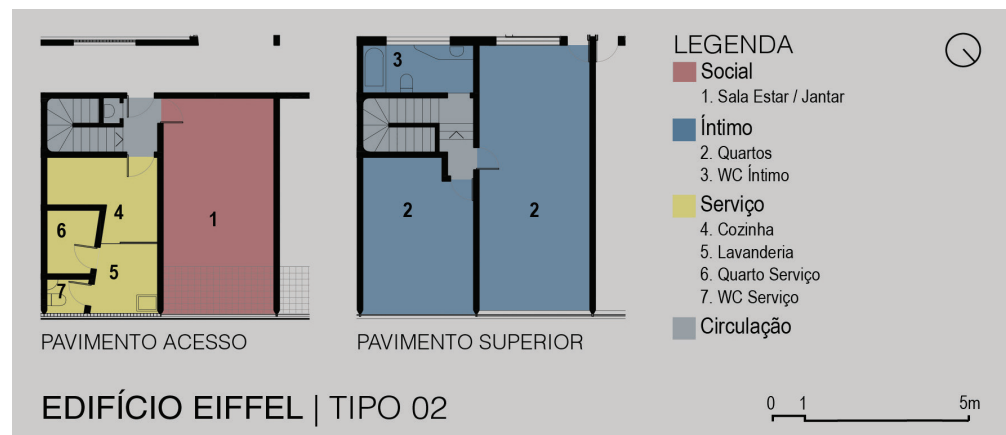 3
4
6
5
7
1
2
2
PAVIMENTO ACESSO
PAVIMENTO SUPERIOR
LEGENDA
Social
1. Sala Estar / Jantar
Íntimo
2. Quartos
3. WC Íntimo
Serviço
4. Cozinha
5. Lavanderia
6. Quarto Serviço
7. WC Serviço
Circulação
EDIFÍCIO EIFFEL | TIPO 02
0 1 5m